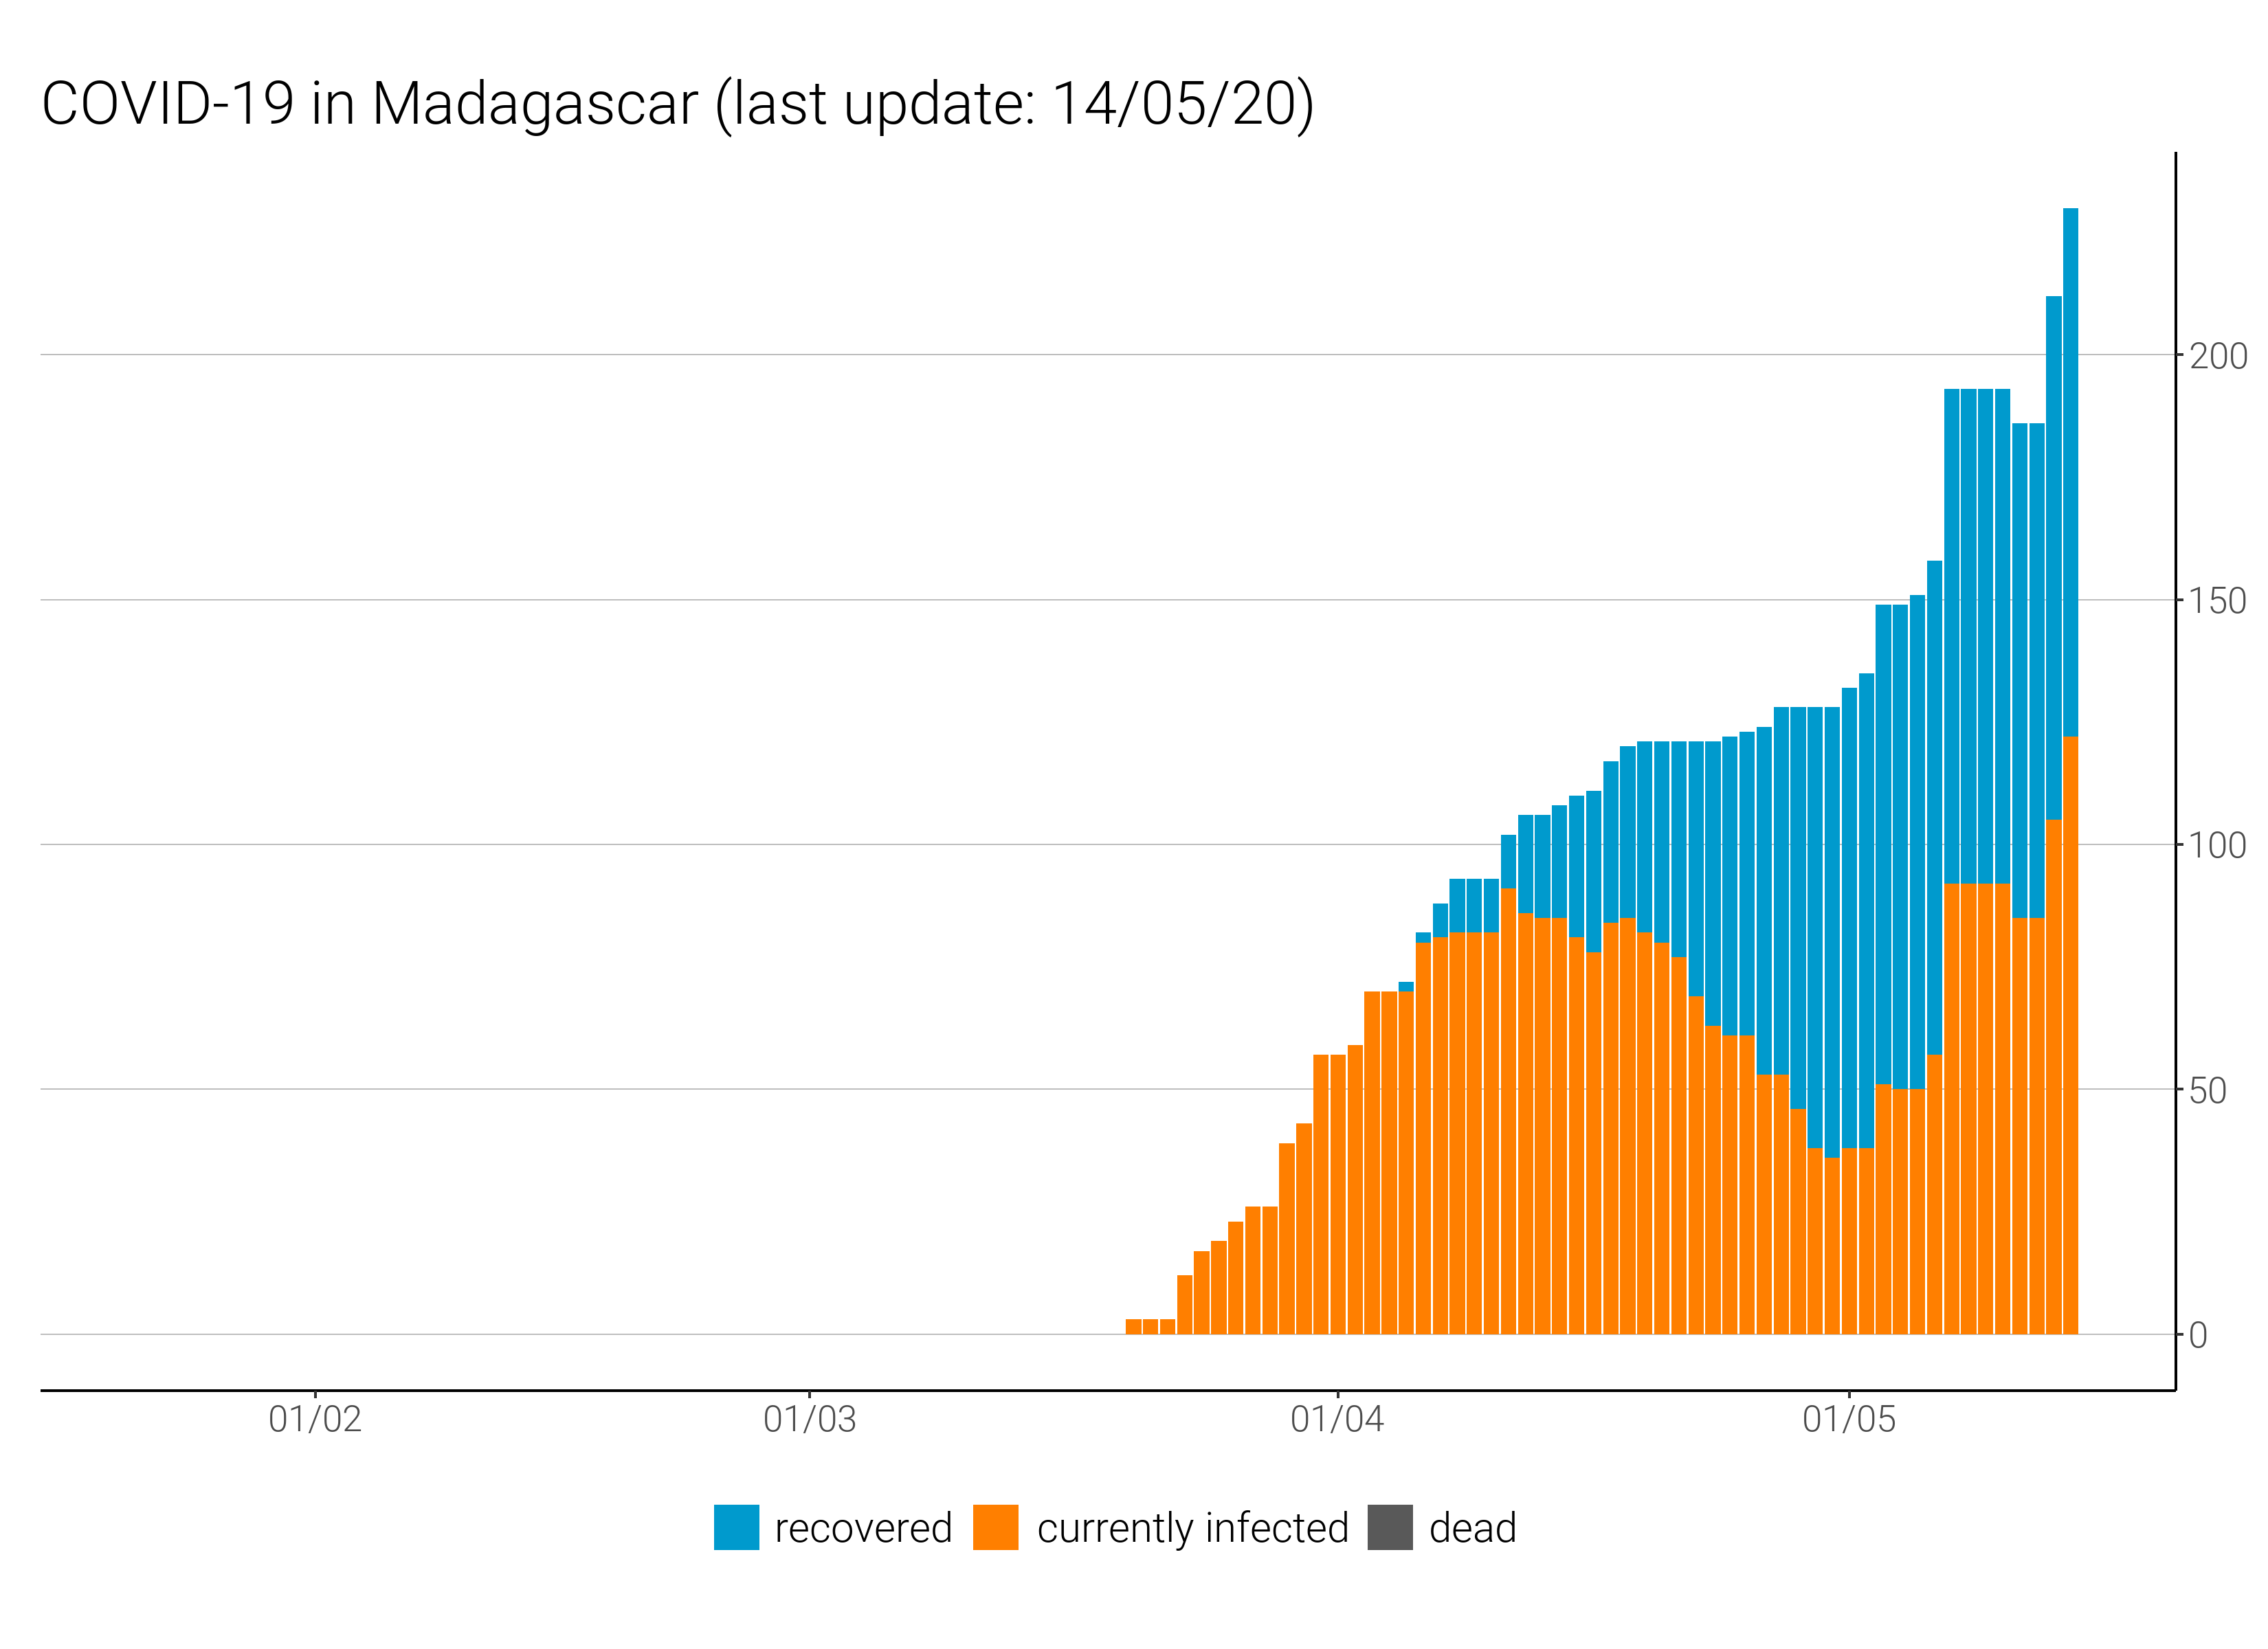 COVID-19 in Madagascar (last update: 14/05/20)
200
150
100
50
0
01/02 01/03 01/04 01/05
recovered currently infected dead